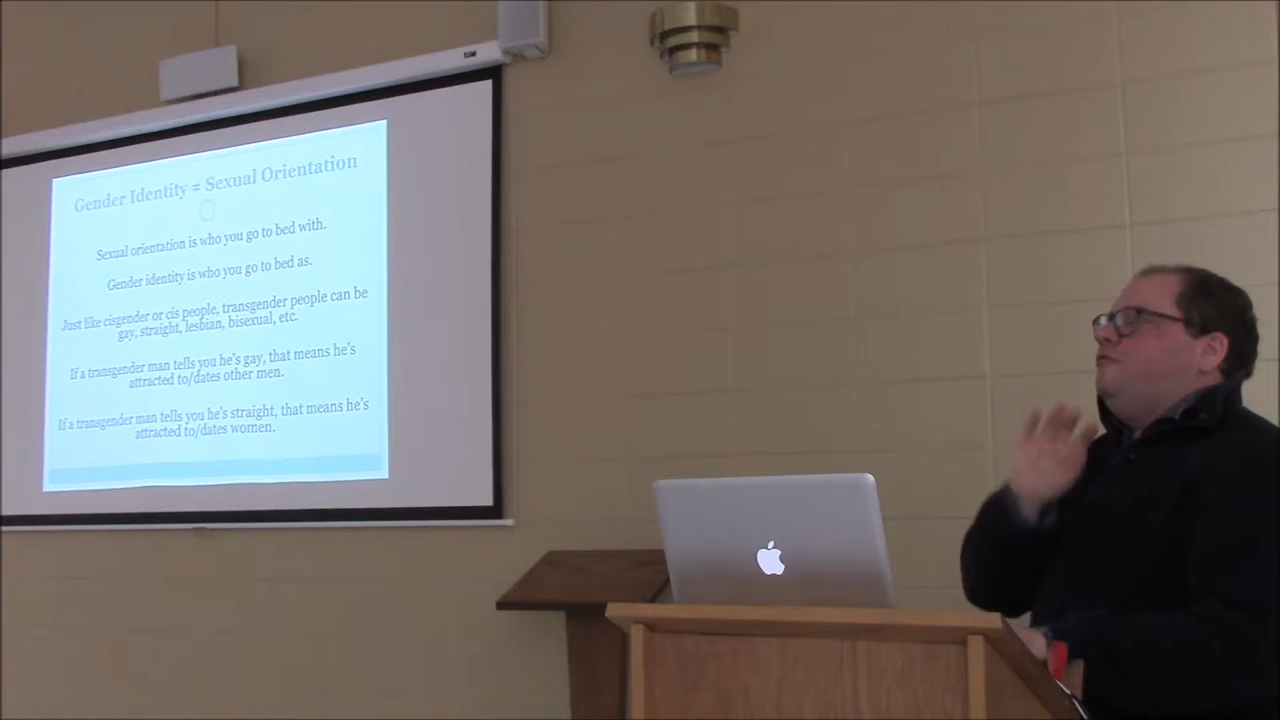 Gender Identity ≠ Sexual Orientation
Sexual orientation is who you go to bed with.
Gender identity is who you go to bed as.
Just like cisgender or cis people, transgender people can be
gay, straight, lesbian, bisexual, etc.
If a transgender man tells you he's gay, that means he's
attracted to/dates other men.
If a transgender man tells you he's straight, that means he's
attracted to/dates women.